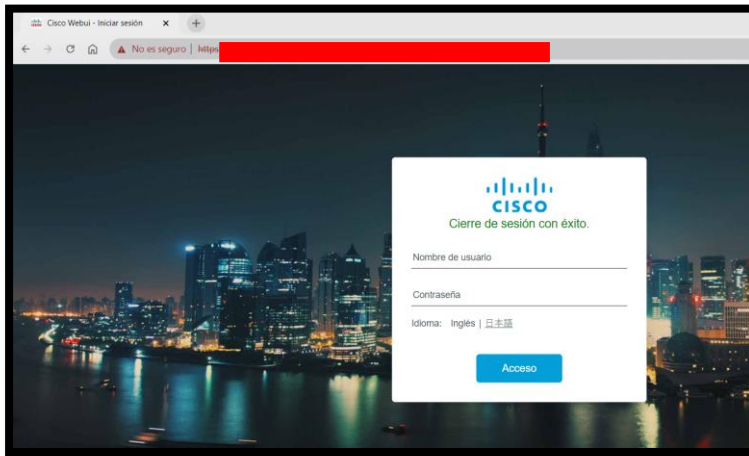 Cisco Webui - Iniciar sesión
No es seguro | https
CISCO
Cierre de sesión con éxito.
Nombre de usuario
Contraseña
Idioma: Inglés | 日本語
Acceso